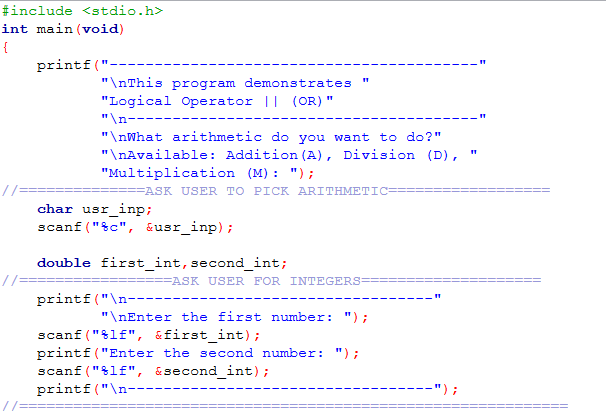 #include <stdio.h>
int main(void)
{
    printf("-----------------------------------------"
           "\nThis program demonstrates "
           "Logical Operator || (OR)"
           "\n---------------------------------------"
           "\nWhat arithmetic do you want to do?"
           "\nAvailable: Addition(A), Division (D), "
           "Multiplication (M): ");
//==============ASK USER TO PICK ARITHMETIC==================
    char usr_inp;
    scanf("%c", &usr_inp);

    double first_int,second_int;
//=================ASK USER FOR INTEGERS====================
    printf("\n----------------------------------"
           "\nEnter the first number: ");
    scanf("%lf", &first_int);
    printf("Enter the second number: ");
    scanf("%lf", &second_int);
    printf("\n----------------------------------");
//=============================================================